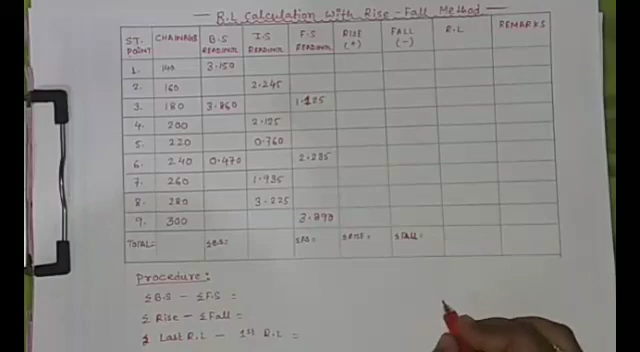 R.L Calculation With Rise - Fall Method
ST. POINT CHAINAGE B.S READING I.S READING F.S READING RISE (+) FALL (-) R.L REMARKS
1. 140 3.150
2. 160 2.245
3. 180 3.860 1.125
4. 200 2.125
5. 220 0.760
6. 240 0.470 2.235
7. 260 1.935
8. 280 3.225
9. 300 3.890
TOTAL: ΣB.S= ΣFS= ΣRISE= ΣFALL=
Procedure:
ΣB.S - ΣF.S =
ΣRise - ΣFall =
Σ Last R.L - 1st R.L =